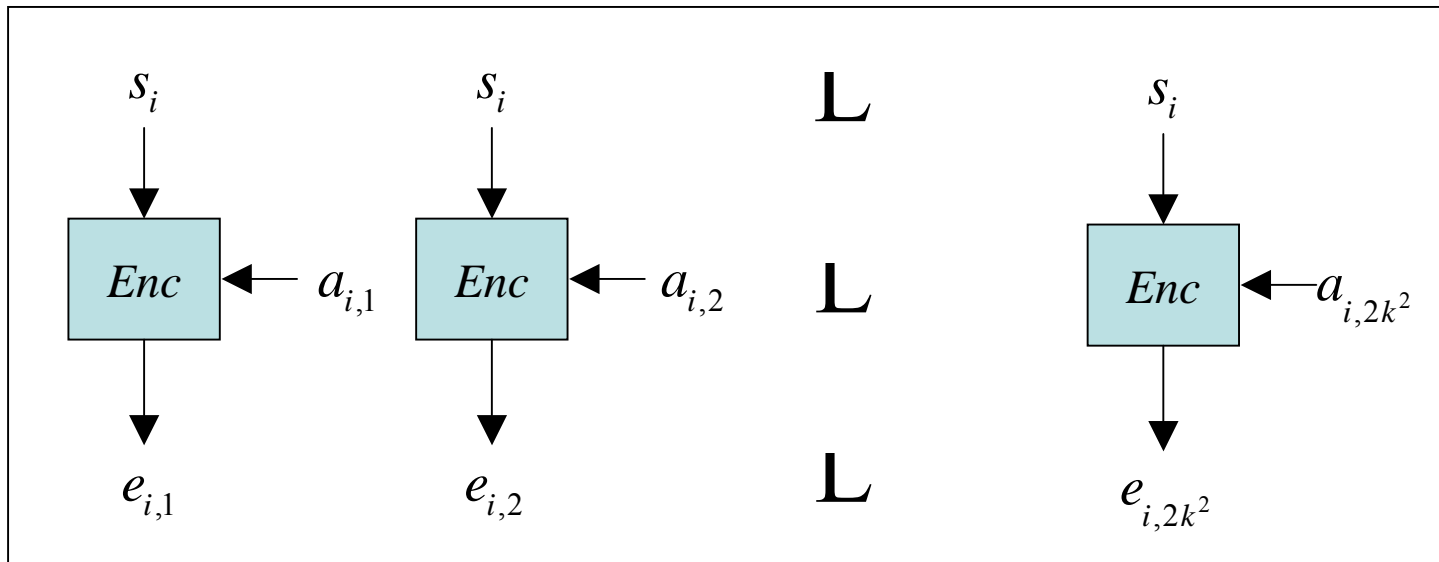 s_i s_i L s_i
Enc a_{i,1} Enc a_{i,2} L Enc a_{i,2k^2}
e_{i,1} e_{i,2} L e_{i,2k^2}